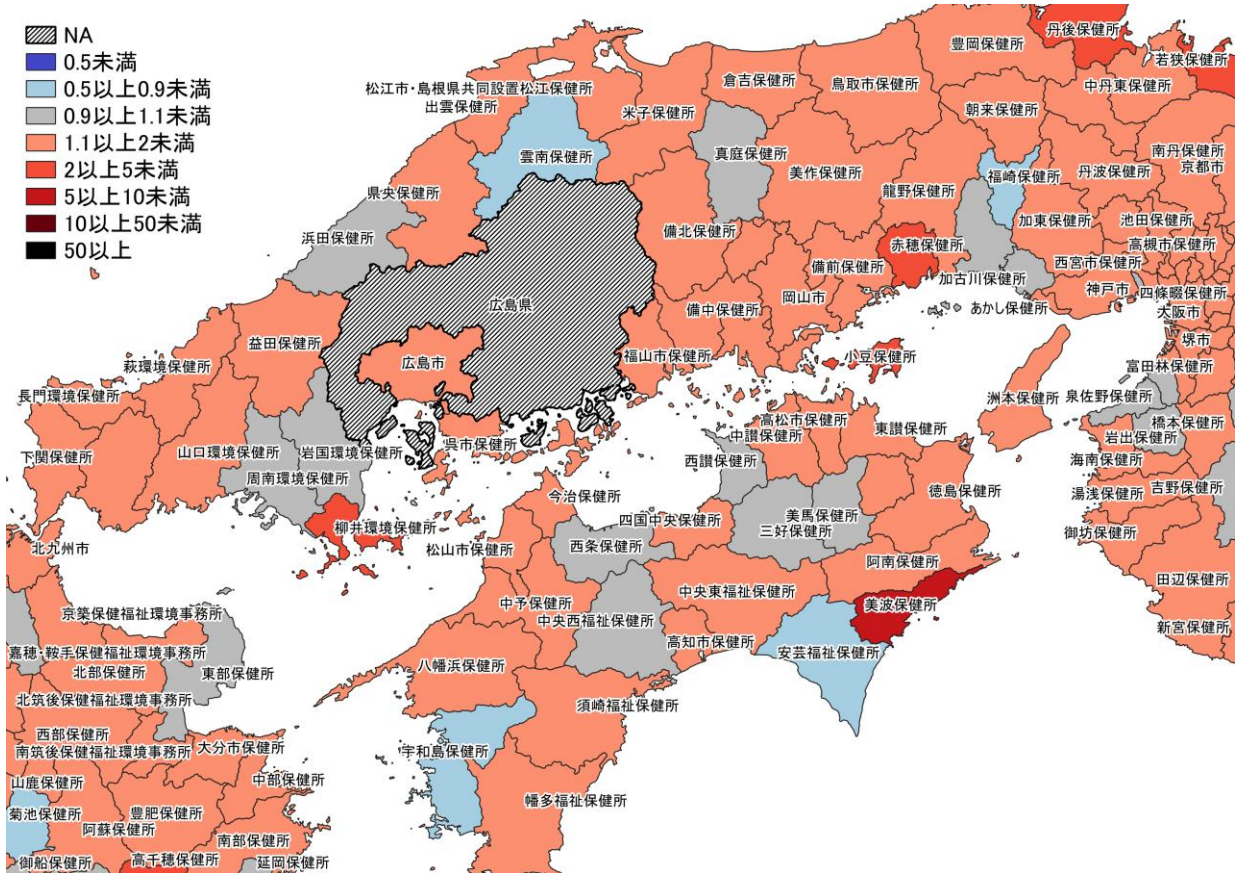 NA
0.5未満
0.5以上0.9未満
0.9以上1.1未満
1.1以上2未満
2以上5未満
5以上10未満
10以上50未満
50以上
丹後保健所
豊岡保健所
若狭保健所
中丹東保健所
倉吉保健所
鳥取市保健所
松江市・島根県共同設置松江保健所
出雲保健所
米子保健所
朝来保健所
雲南保健所
真庭保健所
美作保健所
龍野保健所
福崎保健所
丹波保健所
南丹保健所
京都市
県央保健所
浜田保健所
備北保健所
赤穂保健所
加東保健所
池田保健所
高槻市保健所
西宮市保健所
備前保健所
加古川保健所
神戸市
四條畷保健所
岡山市
あかし保健所
大阪市
広島県
備中保健所
堺市
益田保健所
広島市
福山市保健所
小豆保健所
富田林保健所
萩環境保健所
長門環境保健所
洲本保健所
泉佐野保健所
高松市保健所
東讃保健所
中讃保健所
橋本保健所
岩出保健所
呉市保健所
下関保健所
山口環境保健所
岩国環境保健所
西讃保健所
海南保健所
周南環境保健所
今治保健所
徳島保健所
湯浅保健所
吉野保健所
四国中央保健所
美馬保健所
三好保健所
柳井環境保健所
御坊保健所
北九州市
松山市保健所
西条保健所
阿南保健所
田辺保健所
中央東福祉保健所
京築保健福祉環境事務所
中予保健所
美波保健所
中央西福祉保健所
新宮保健所
嘉穂・鞍手保健福祉環境事務所
高知市保健所
安芸福祉保健所
北部保健所
東部保健所
八幡浜保健所
北筑後保健福祉環境事務所
須崎福祉保健所
西部保健所
南筑後保健福祉環境事務所
大分市保健所
宇和島保健所
山鹿保健所
中部保健所
幡多福祉保健所
菊池保健所
豊肥保健所
阿蘇保健所
南部保健所
御船保健所
高千穂保健所
延岡保健所